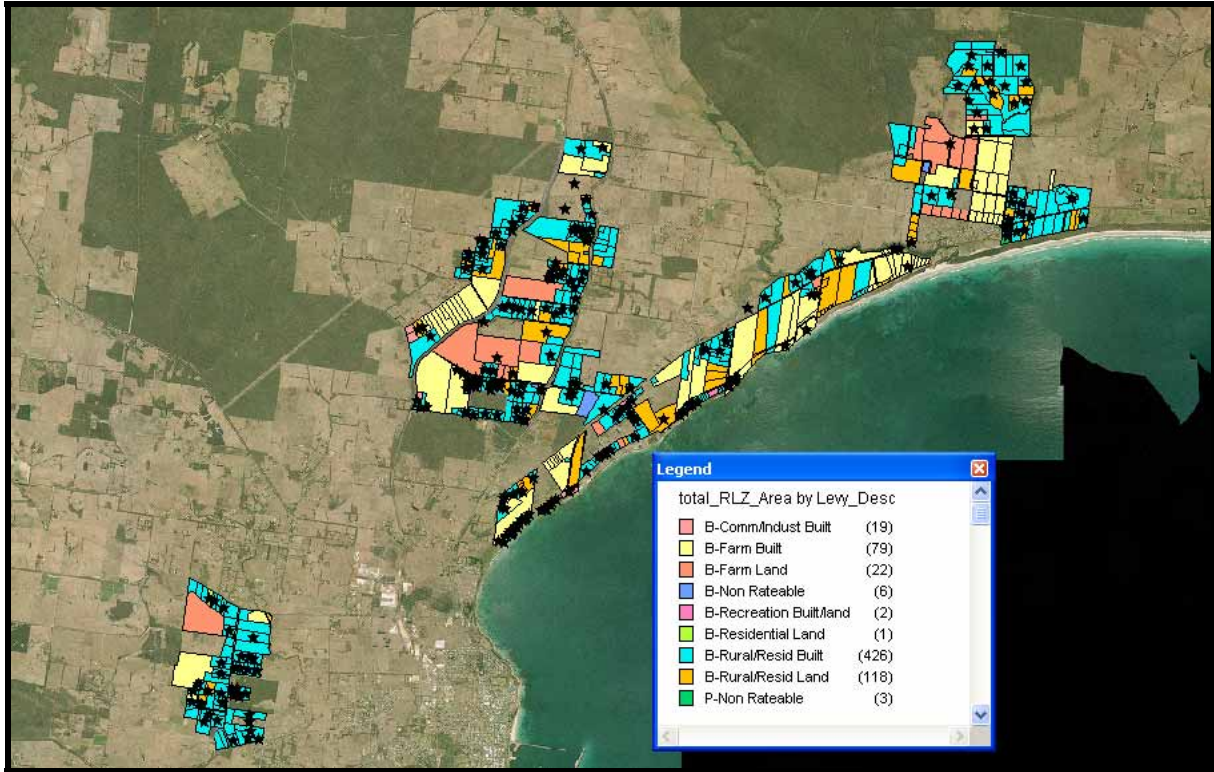 Legend
total_RLZ_Area by Levy_Desc
B-Comm/Indust Built (19)
B-Farm Built (79)
B-Farm Land (22)
B-Non Rateable (6)
B-Recreation Built/land (2)
B-Residential Land (1)
B-Rural/Resid Built (426)
B-Rural/Resid Land (118)
P-Non Rateable (3)